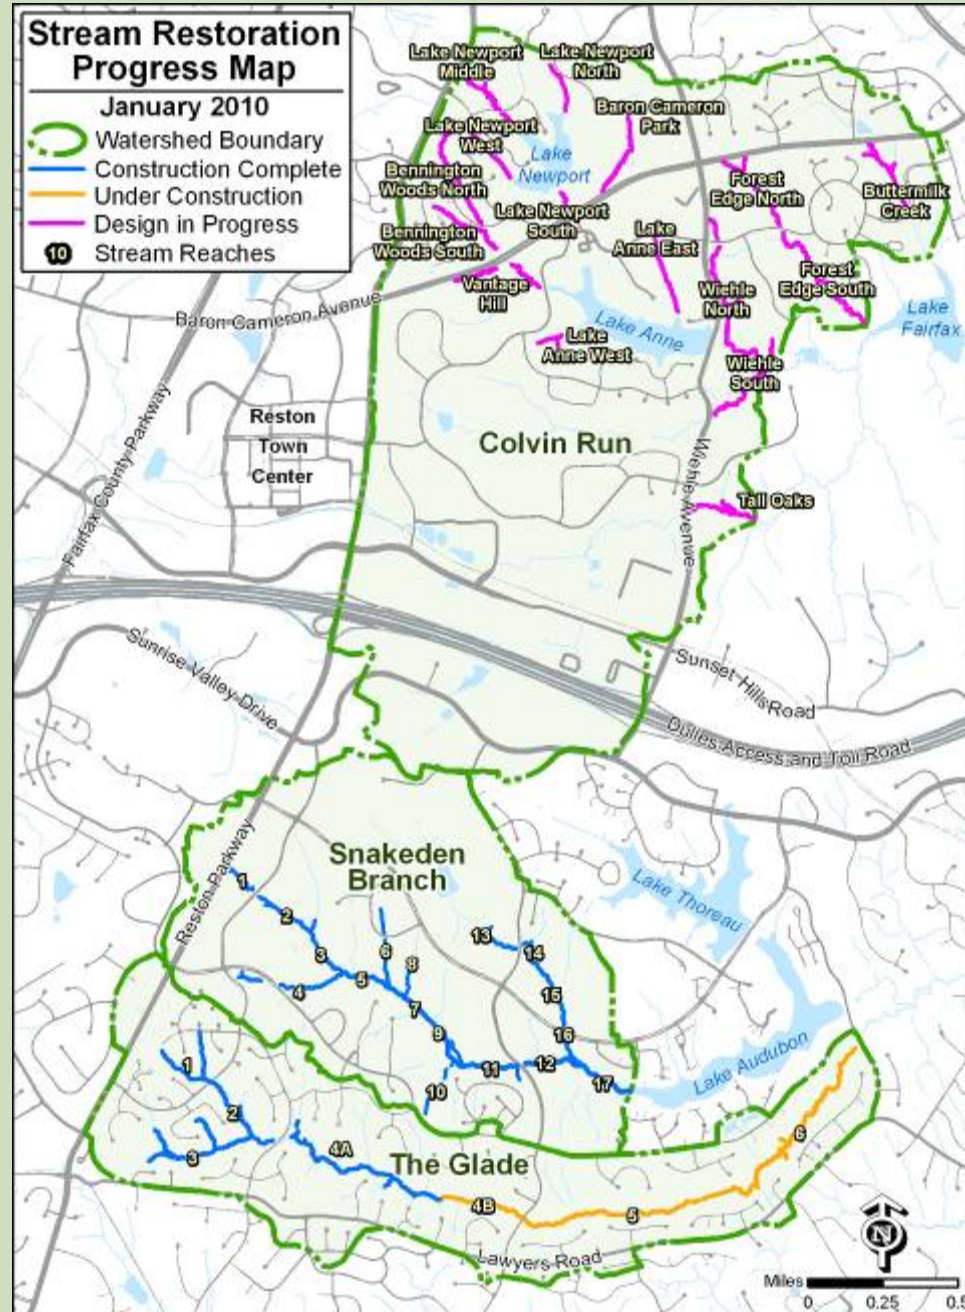 Stream Restoration
Progress Map
January 2010
Watershed Boundary
Construction Complete
Under Construction
Design in Progress
10 Stream Reaches
Lake Newport
Middle
Lake Newport
North
Baron Cameron
Park
Lake Newport
West
Lake
Newport
Bennington
Woods North
Forest
Edge North
Buttermilk
Creek
Lake Newport
South
Bennington
Woods South
Lake
Anne East
Vantage
Hill
Wiehle
North
Forest
Edge South
Baron Cameron Avenue
Lake Anne
Lake
Fairfax
Lake
Anne West
Wiehle
South
Reston
Town
Center
Colvin Run
Fairfax County Parkway
Wiehle Avenue
Tall Oaks
Sunrise Valley Drive
Sunset Hills Road
Dulles Access and Toll Road
Snakeden
Branch
Reston Parkway
Lake Thoreau
1
2
13
14
3
6
8
5
4
15
7
9
16
12
11
17
10
Lake Audubon
1
2
3
4A
The Glade
6
4B
5
Lawyers Road
N
Miles
0 0.25 0.5